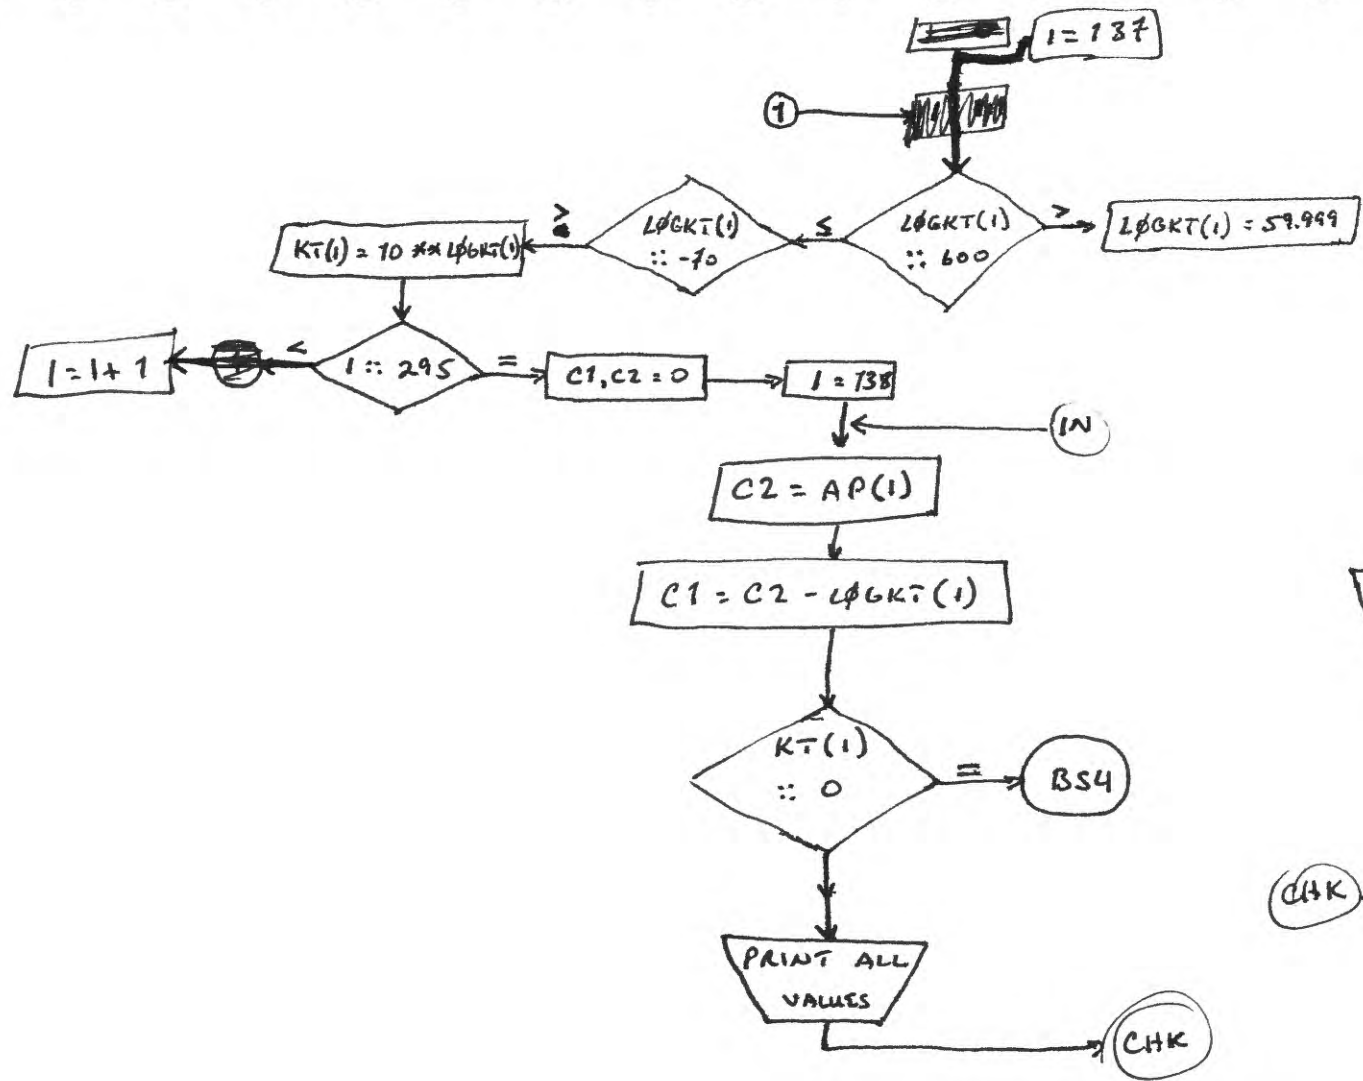 I = 137
1
LØGKT(I)
:: 600
>
LØGKT(I) = 59.999
≤
LØGKT(I)
:: -70
≥
KT(I) = 10 ** LØGKT(I)
I :: 295
<
I = I + 1
=
C1, C2 = 0
I = 138
IN
C2 = AP(I)
C1 = C2 - LØGKT(I)
KT(I)
:: 0
=
BS4
PRINT ALL
VALUES
CHK
CHK